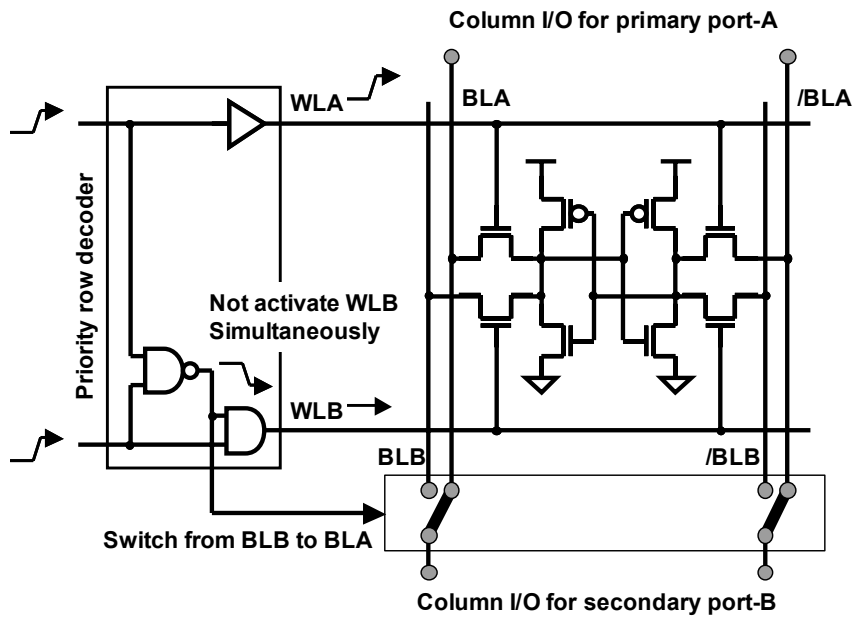 Column I/O for primary port-A
WLA
BLA
/BLA
Priority row decoder
Not activate WLB
Simultaneously
WLB
BLB
/BLB
Switch from BLB to BLA
Column I/O for secondary port-B